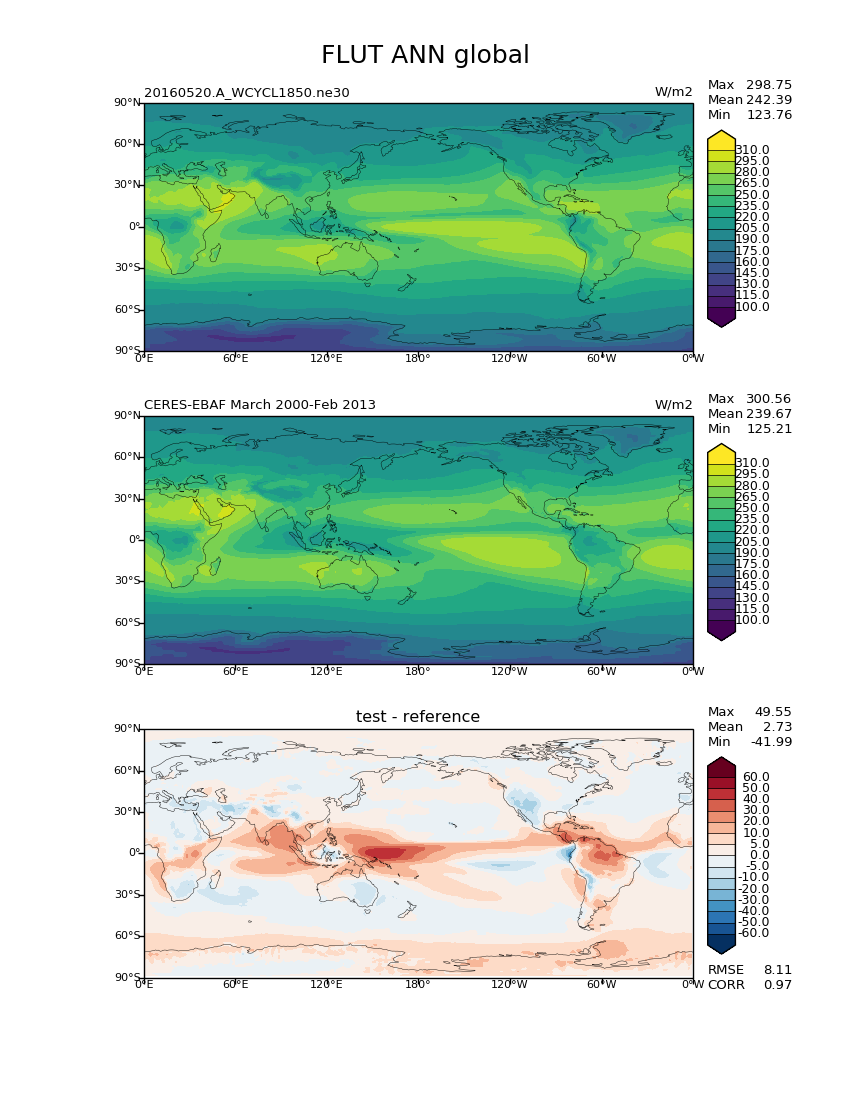 FLUT ANN global
20160520.A_WCYCL1850.ne30 W/m2
Max 298.75
Mean 242.39
Min 123.76
90°N
60°N
30°N
0°
30°S
60°S
90°S
0°E 60°E 120°E 180° 120°W 60°W 0°W
310.0
295.0
280.0
265.0
250.0
235.0
220.0
205.0
190.0
175.0
160.0
145.0
130.0
115.0
100.0
CERES-EBAF March 2000-Feb 2013 W/m2
Max 300.56
Mean 239.67
Min 125.21
90°N
60°N
30°N
0°
30°S
60°S
90°S
0°E 60°E 120°E 180° 120°W 60°W 0°W
310.0
295.0
280.0
265.0
250.0
235.0
220.0
205.0
190.0
175.0
160.0
145.0
130.0
115.0
100.0
test - reference
Max 49.55
Mean 2.73
Min -41.99
90°N
60°N
30°N
0°
30°S
60°S
90°S
0°E 60°E 120°E 180° 120°W 60°W 0°W
60.0
50.0
40.0
30.0
20.0
10.0
5.0
0.0
-5.0
-10.0
-20.0
-30.0
-40.0
-50.0
-60.0
RMSE 8.11
CORR 0.97